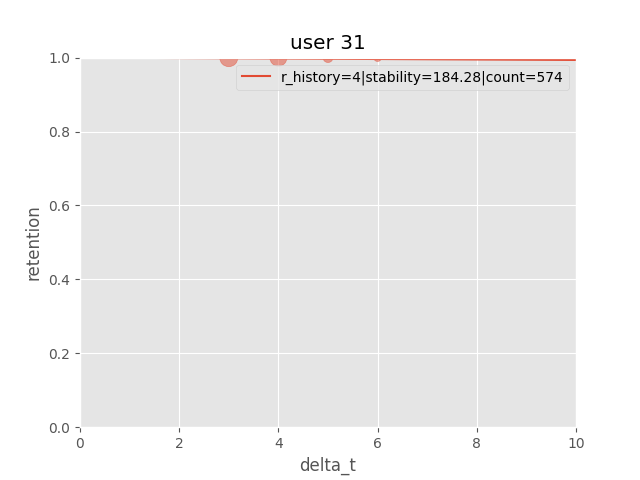 user 31
1.0
r_history=4|stability=184.28|count=574
0.8
0.6
retention
0.4
0.2
0.0
0 2 4 6 8 10
delta_t